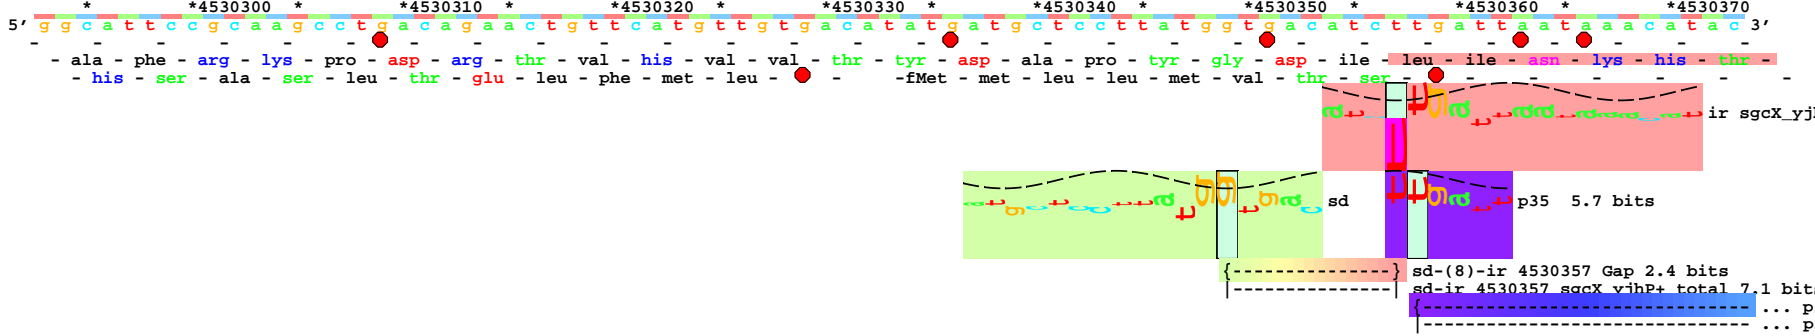 * *4530300 * *4530310 * *4530320 * *4530330 * *4530340 * *4530350 * *4530360 * *4530370
5' g g c a t t c c g c a a g c c t g a c a g a a c t g t t c a t g t t g t g a c a t a t g a t g c t c c t t a t g g t g a c a t c t t g a t t a a t a a a c a t a c 3'
- ala - phe - arg - lys - pro - asp - arg - thr - val - his - val - val - thr - tyr - asp - ala - pro - tyr - gly - asp - ile - leu - ile - asn - lys - his - thr -
- his - ser - ala - ser - leu - thr - glu - leu - phe - met - leu - - -fMet - met - leu - leu - met - val - thr - ser
ir sgcX_yjh
sd
p35 5.7 bits
{----------------} sd-(8)-ir 4530357 Gap 2.4 bits
|----------------| sd-ir 4530357 sgcX_yjhP+ total 7.1 bits
... p
... p